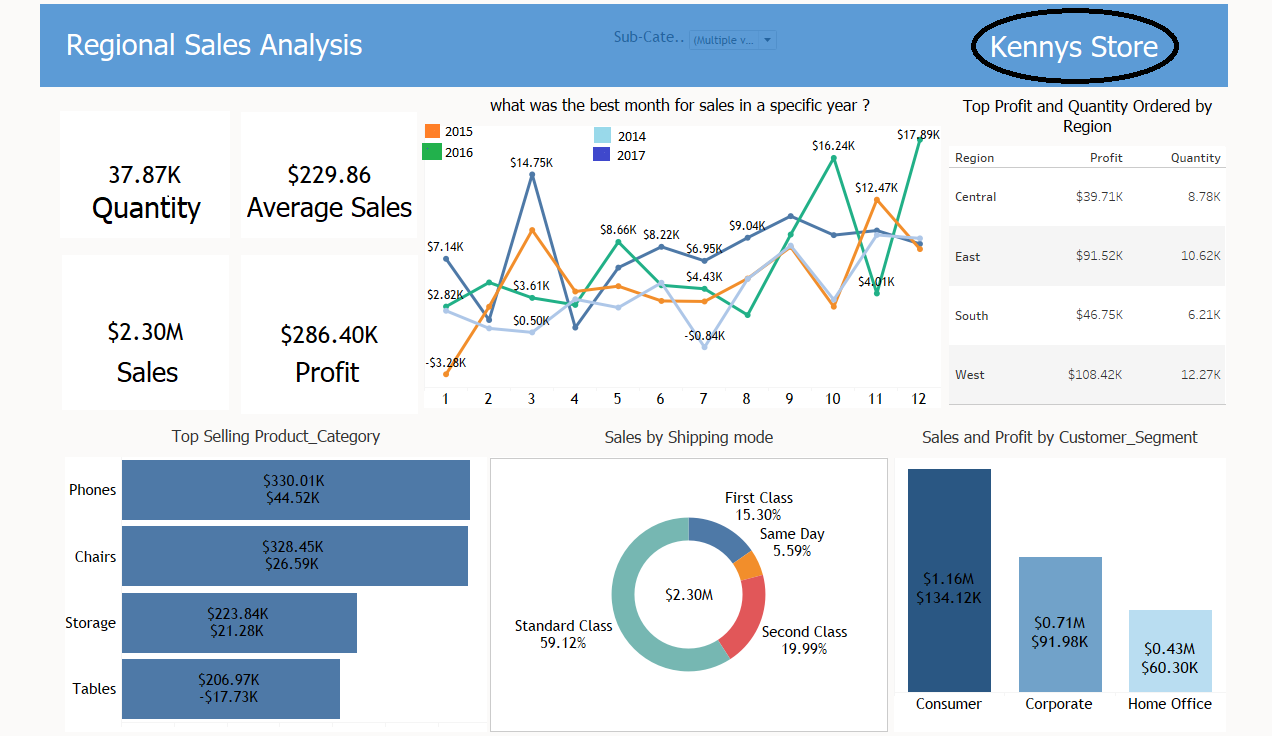 Regional Sales Analysis
Sub-Cate..
(Multiple v...
Kennys Store
37.87K
Quantity
$229.86
Average Sales
$2.30M
Sales
$286.40K
Profit
what was the best month for sales in a specific year ?
2015
2016
2014
2017
$7.14K
$2.82K
-$3.28K
$14.75K
$3.61K
$0.50K
$8.66K
$8.22K
$6.95K
$4.43K
-$0.84K
$9.04K
$16.24K
$12.47K
$4.01K
$17.89K
1 2 3 4 5 6 7 8 9 10 11 12
Top Profit and Quantity Ordered by
Region
Region Profit Quantity
Central $39.71K 8.78K
East $91.52K 10.62K
South $46.75K 6.21K
West $108.42K 12.27K
Top Selling Product_Category
Phones
$330.01K
$44.52K
Chairs
$328.45K
$26.59K
Storage
$223.84K
$21.28K
Tables
$206.97K
-$17.73K
Sales by Shipping mode
First Class
15.30%
Same Day
5.59%
$2.30M
Standard Class
59.12%
Second Class
19.99%
Sales and Profit by Customer_Segment
$1.16M
$134.12K
$0.71M
$91.98K
$0.43M
$60.30K
Consumer
Corporate
Home Office